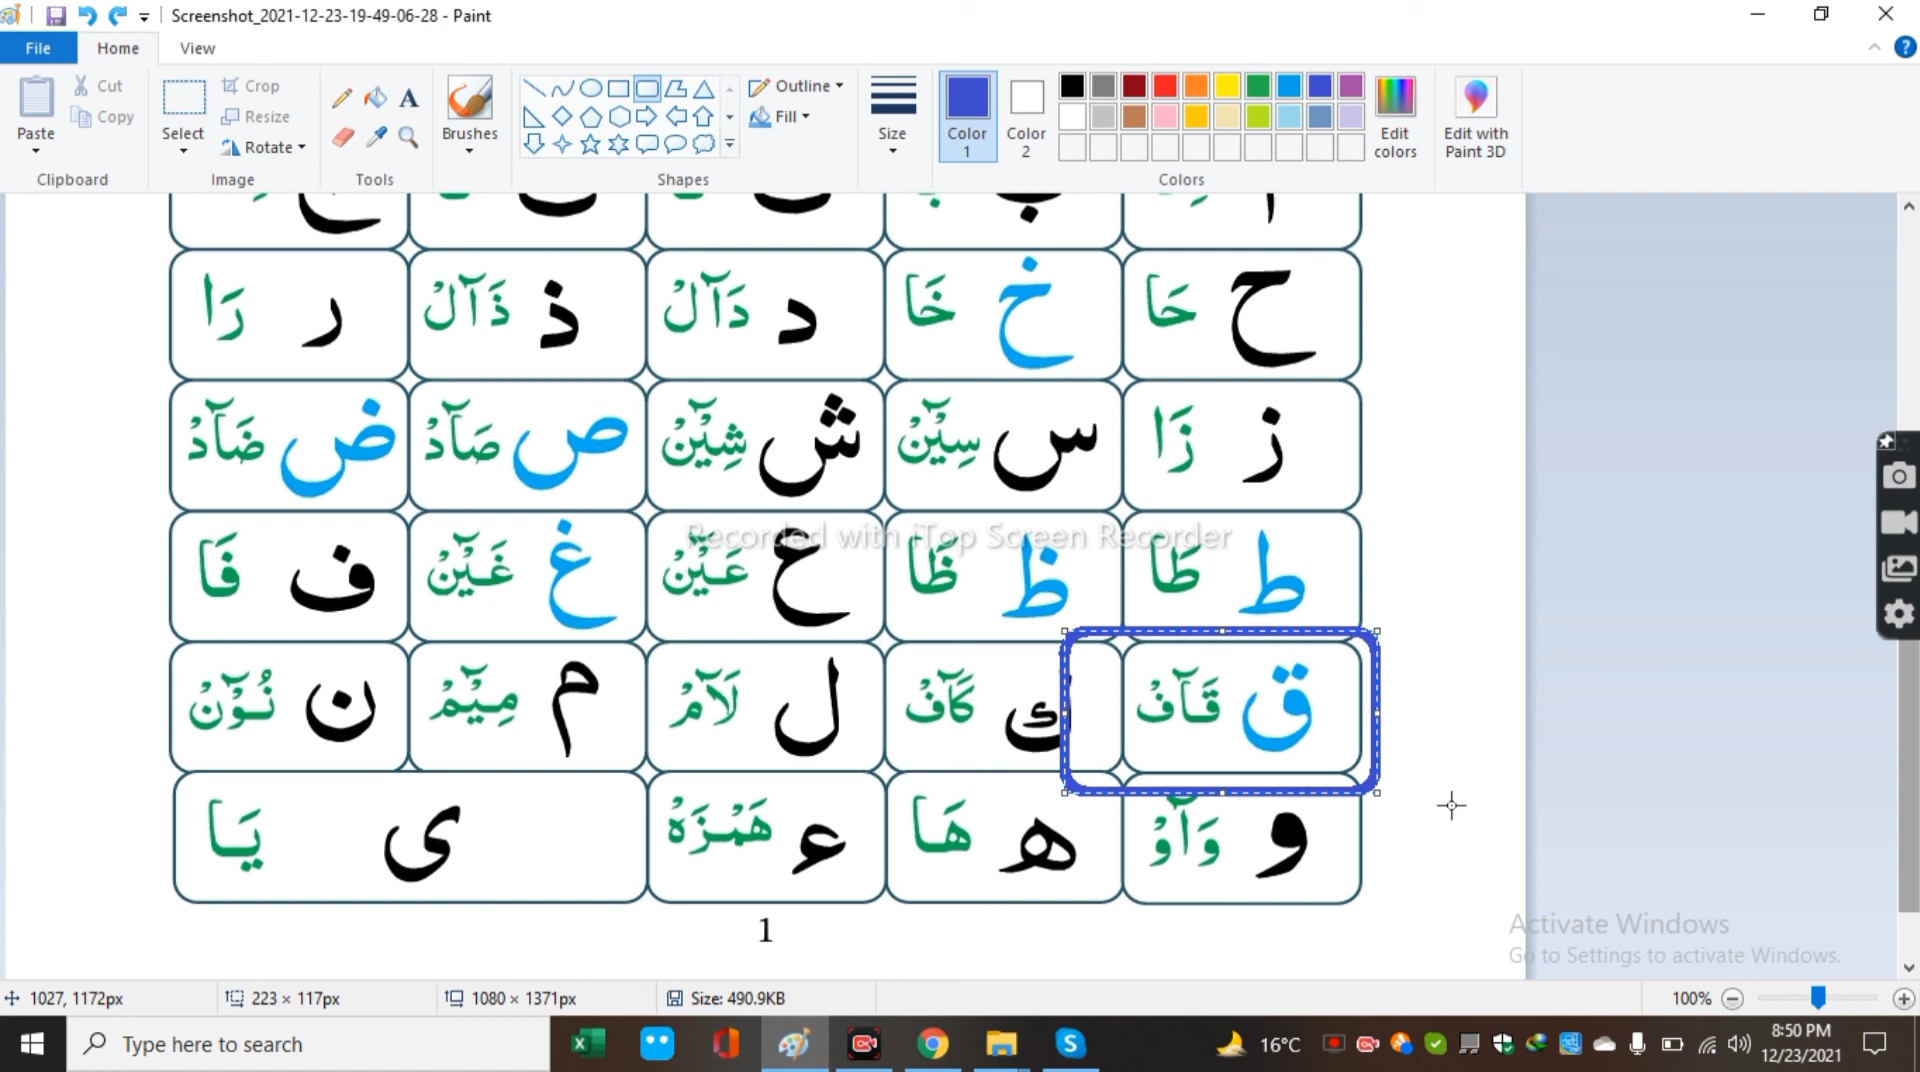 Screenshot_2021-12-23-19-49-06-28 - Paint
File Home View
Paste Cut Copy Clipboard
Select Crop Resize Rotate Image
Tools
Brushes
Shapes
Outline Fill
Size
Color 1 Color 2 Edit colors Colors
Edit with Paint 3D
ح حَا خ خَا د دَآلْ ذ ذَآلْ ر رَا
ز زَا س سِيْٓنْ ش شِيْٓنْ ص صَآدْ ض ضَآدْ
ط طَا ظ ظَا ع عَيْٓنْ غ غَيْٓنْ ف فَا
Recorded with iTop Screen Recorder
ق قَآفْ ك كَآفْ ل لَآمْ م مِيْٓمْ ن نُوْٓنْ
و وَآوْ ه هَا ء هَمْزَهْ ى يَا
1
Activate Windows
Go to Settings to activate Windows.
1027, 1172px 223 × 117px 1080 × 1371px Size: 490.9KB 100%
Type here to search 16°C 8:50 PM
12/23/2021